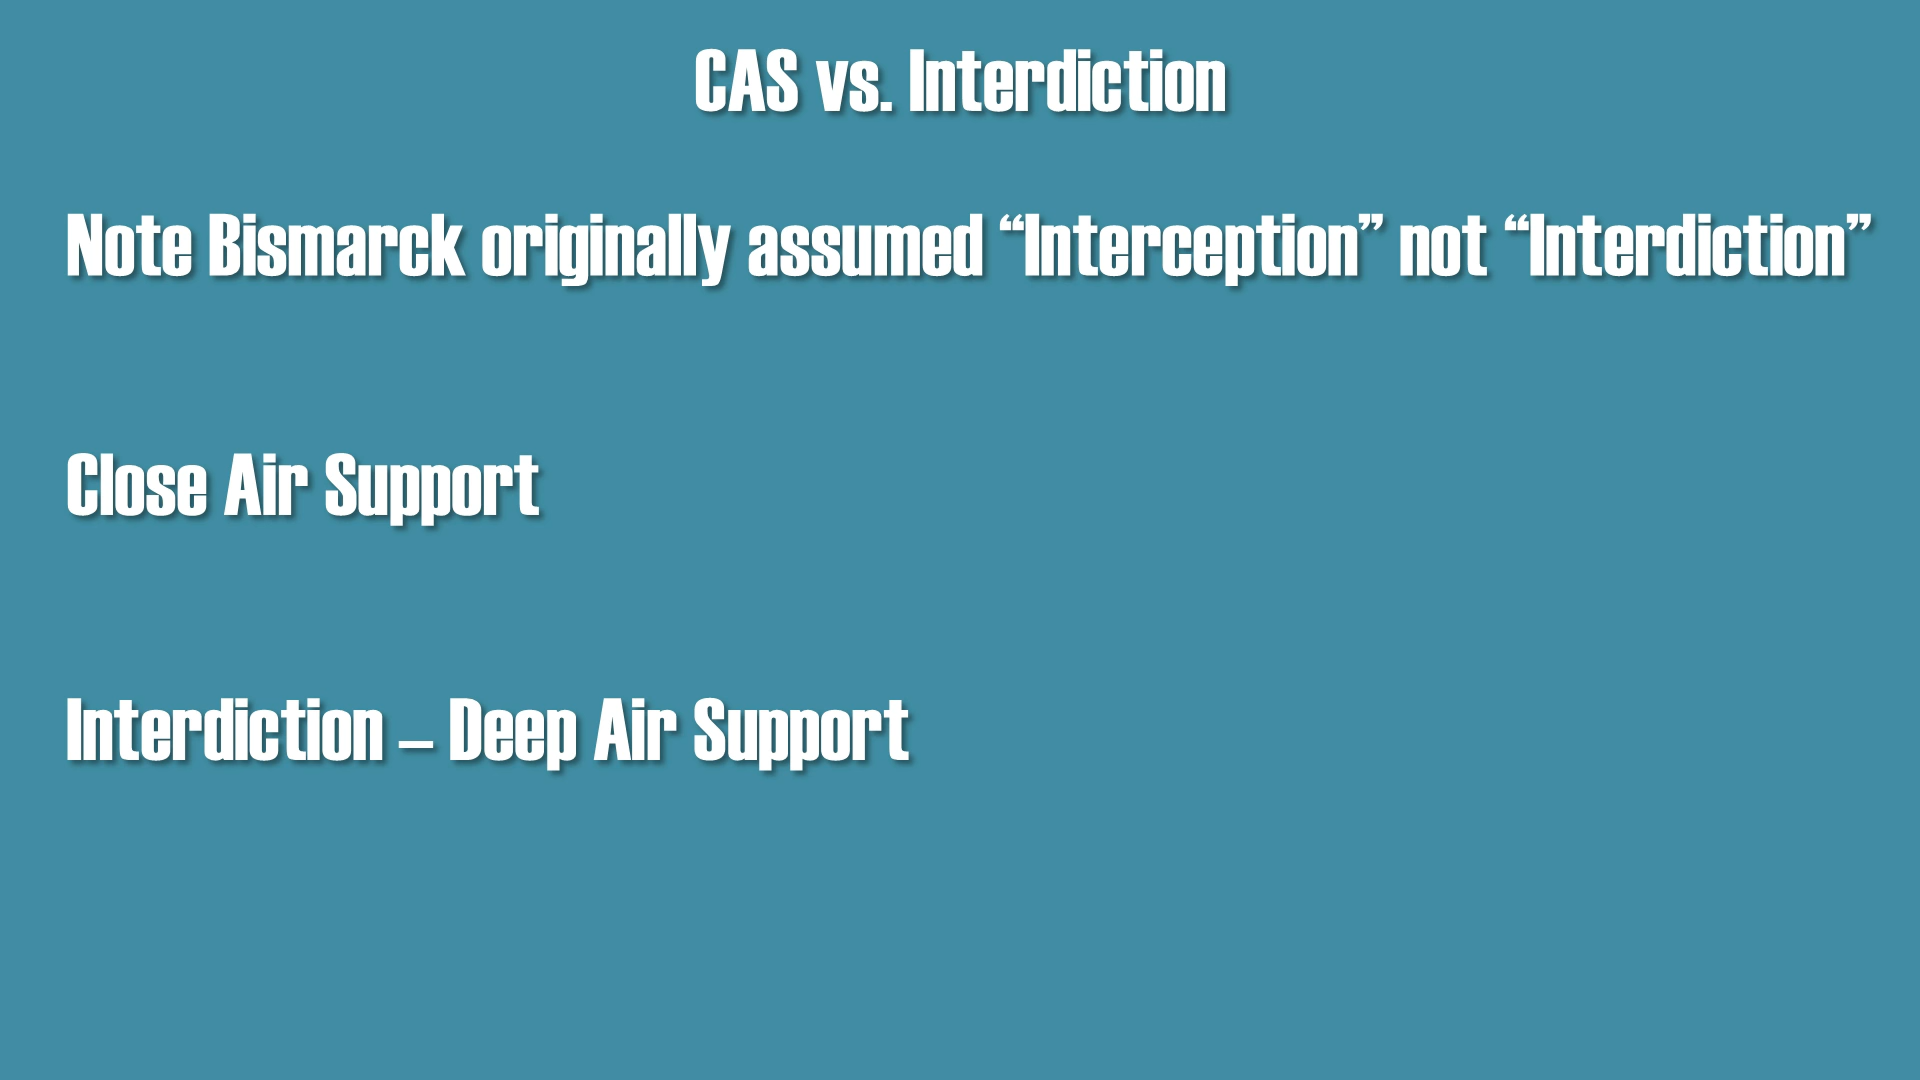 CAS vs. Interdiction
Note Bismarck originally assumed “Interception” not “Interdiction”
Close Air Support
Interdiction – Deep Air Support